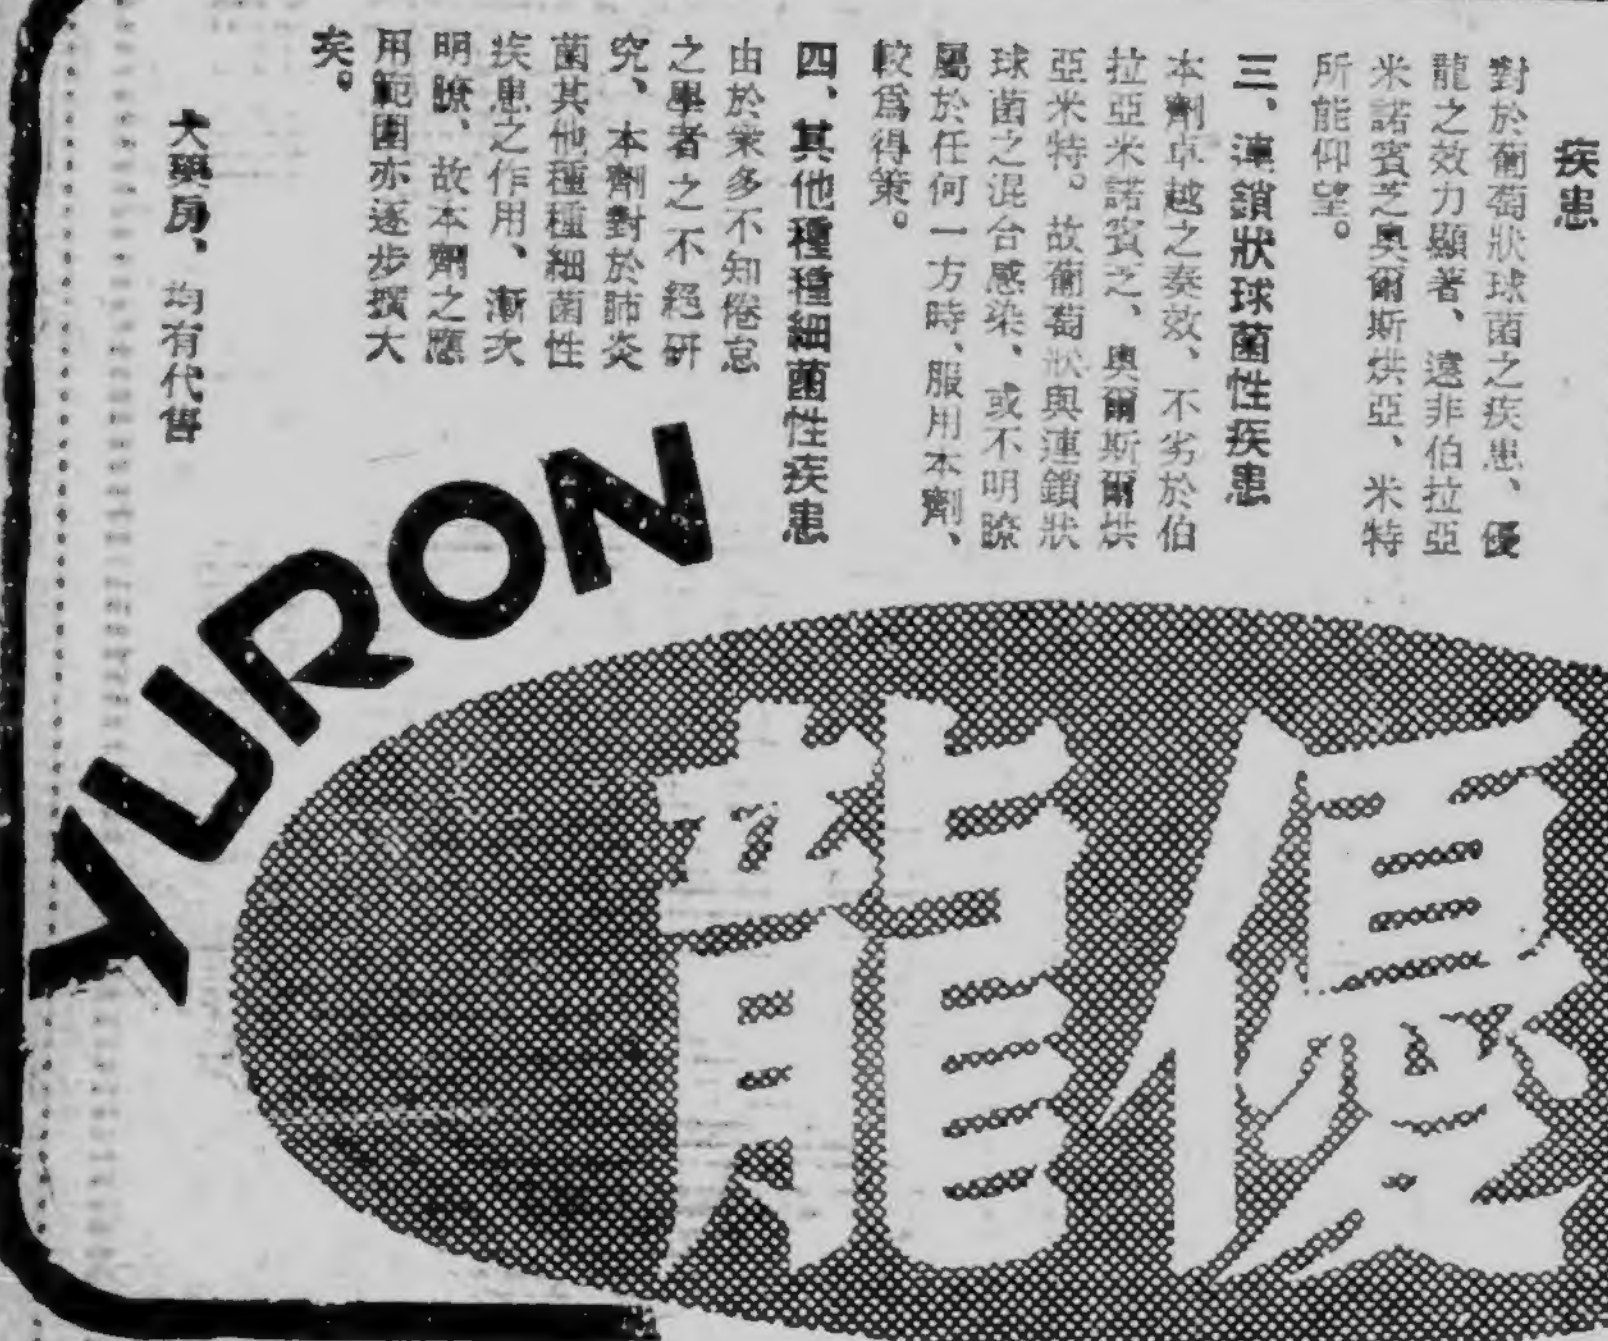 疾患
對於葡萄狀球菌之疾患、優
龍之效力顯著、遠非伯拉亞
米諾賓芝奧爾斯烘亞、米特
所能仰望。
三、連鎖狀球菌性疾患
本劑卓越之奏效、不劣於伯
拉亞米諾賓之、奧爾斯爾烘
亞米特。故葡萄狀與連鎖狀
球菌之混合感染、或不明瞭
屬於任何一方時、服用本劑、
較爲得策。
四、其他種種細菌性疾患
由於衆多不知倦怠
之學者之不絕研
究、本劑對於肺炎
菌其他種種細菌性
疾患之作用、漸次
明瞭、故本劑之應
用範圍亦逐步擴大
矣。
大藥房、均有代售
YURON
優龍